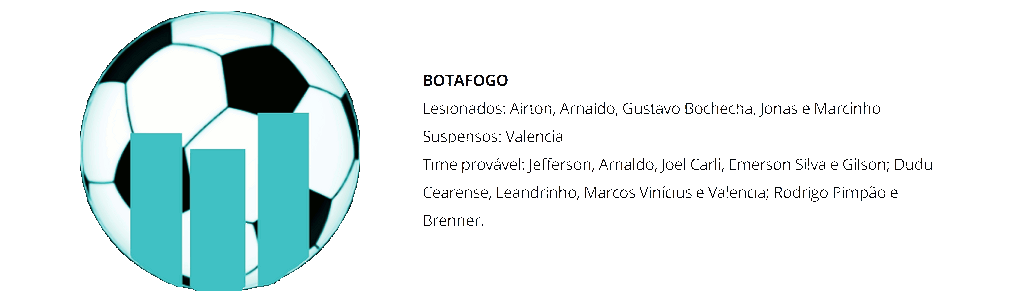 BOTAFOGO
Lesionados: Airton, Arnaldo, Gustavo Bochecha, Jonas e Marcinho
Suspensos: Valencia
Time provável: Jefferson, Arnaldo, Joel Carli, Emerson Silva e Gilson; Dudu
Cearense, Leandrinho, Marcos Vinícius e Valencia; Rodrigo Pimpão e
Brenner.